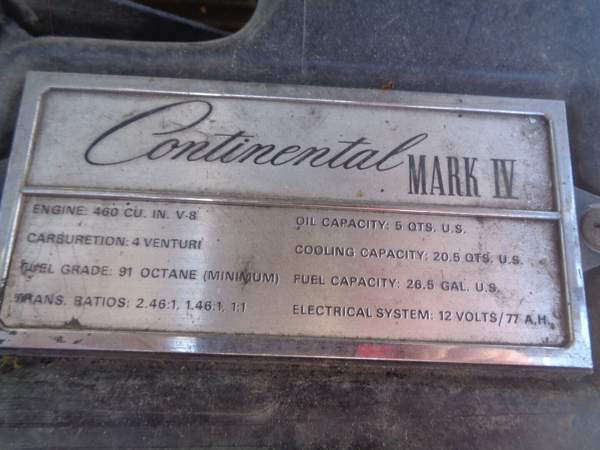 Continental MARK IV
ENGINE: 460 CU. IN. V-8
CARBURETION: 4 VENTURI
FUEL GRADE: 91 OCTANE (MINIMUM)
TRANS. RATIOS: 2.46:1, 1.46:1, 1:1
OIL CAPACITY: 5 QTS. U.S.
COOLING CAPACITY: 20.5 QTS. U.S.
FUEL CAPACITY: 26.5 GAL. U.S.
ELECTRICAL SYSTEM: 12 VOLTS/77 A.H.